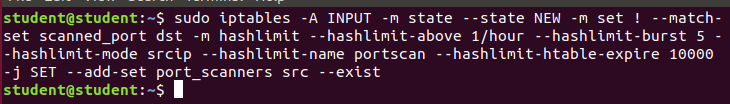 student@student:~$ sudo iptables -A INPUT -m state --state NEW -m set ! --match-
set scanned_port dst -m hashlimit --hashlimit-above 1/hour --hashlimit-burst 5 -
-hashlimit-mode srcip --hashlimit-name portscan --hashlimit-htable-expire 10000
-j SET --add-set port_scanners src --exist
student@student:~$